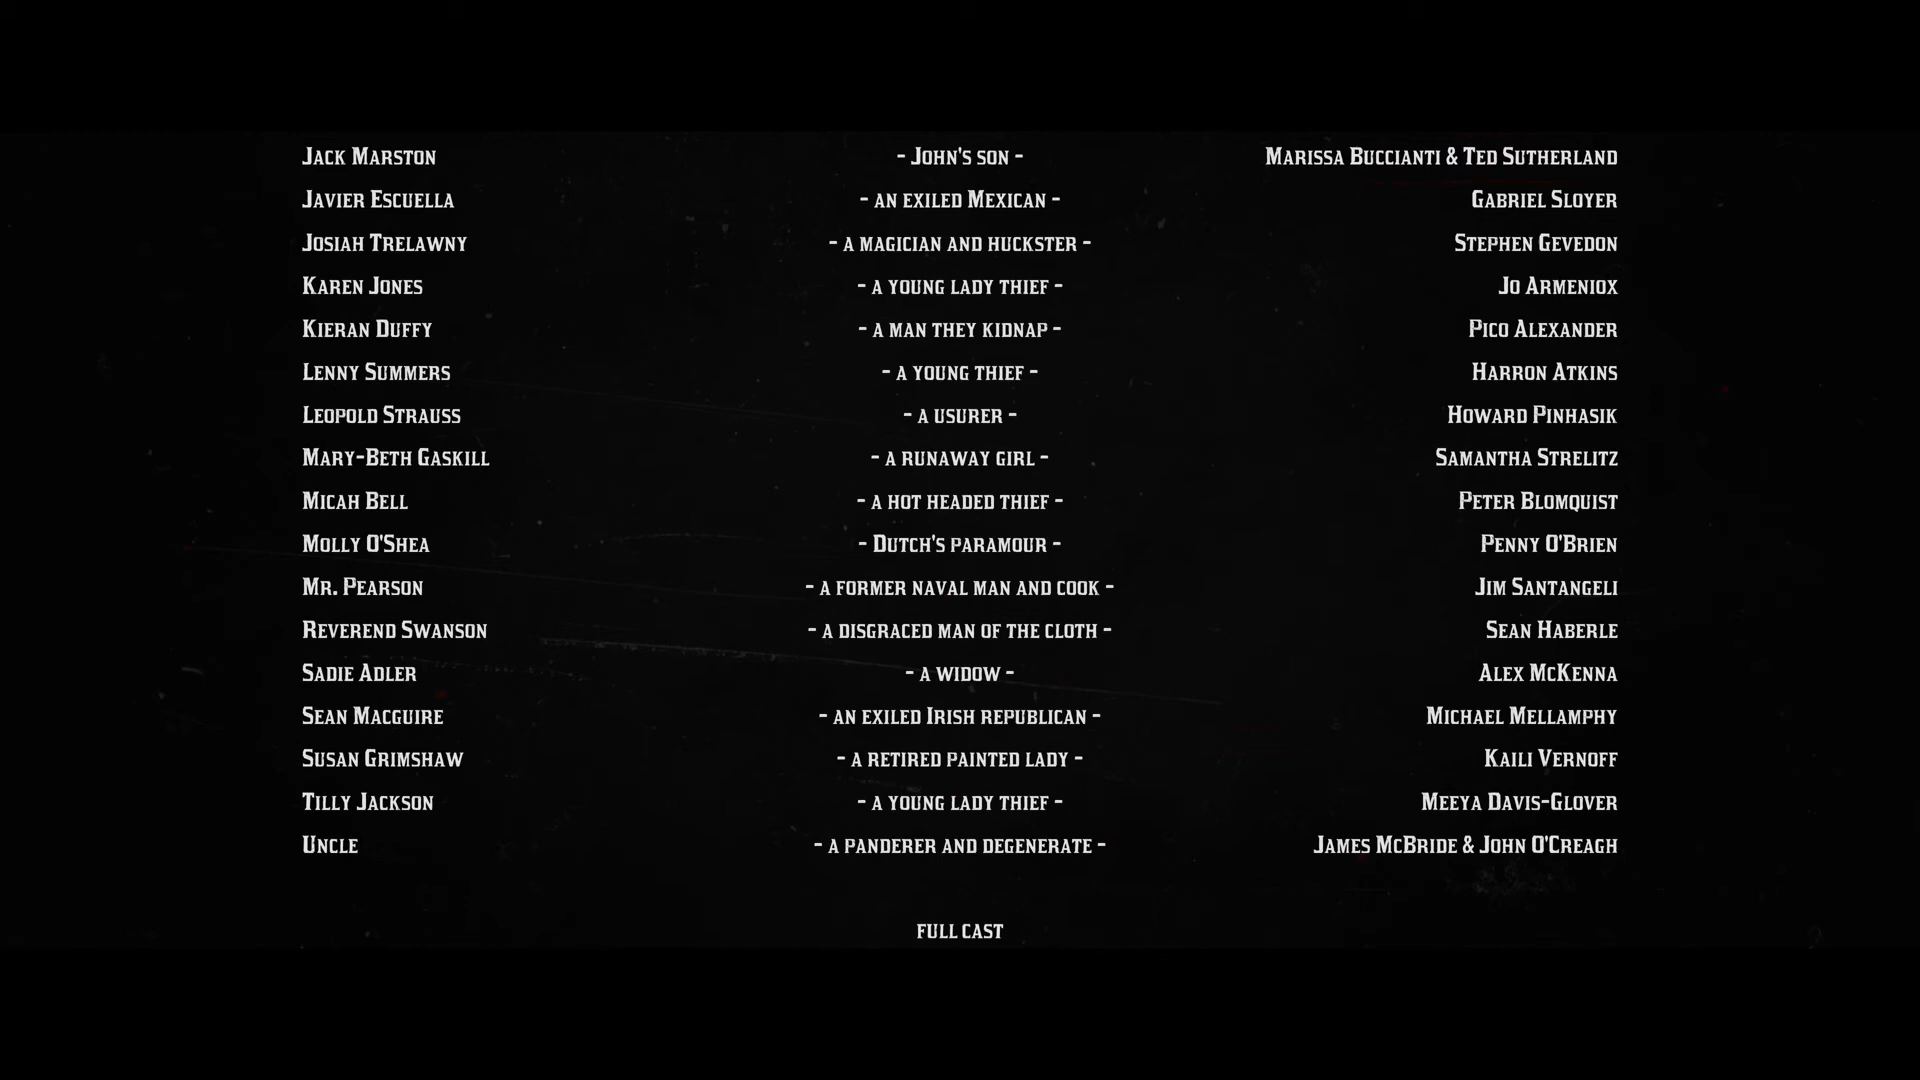 Jack Marston - John's son - Marissa Buccianti & Ted Sutherland
Javier Escuella - an exiled Mexican - Gabriel Sloyer
Josiah Trelawny - a magician and huckster - Stephen Gevedon
Karen Jones - a young lady thief - Jo Armeniox
Kieran Duffy - a man they kidnap - Pico Alexander
Lenny Summers - a young thief - Harron Atkins
Leopold Strauss - a usurer - Howard Pinhasik
Mary-Beth Gaskill - a runaway girl - Samantha Strelitz
Micah Bell - a hot headed thief - Peter Blomquist
Molly O'Shea - Dutch's paramour - Penny O'Brien
Mr. Pearson - a former naval man and cook - Jim Santangeli
Reverend Swanson - a disgraced man of the cloth - Sean Haberle
Sadie Adler - a widow - Alex McKenna
Sean Macguire - an exiled Irish republican - Michael Mellamphy
Susan Grimshaw - a retired painted lady - Kaili Vernoff
Tilly Jackson - a young lady thief - Meeya Davis-Glover
Uncle - a panderer and degenerate - James McBride & John O'Creagh
FULL CAST